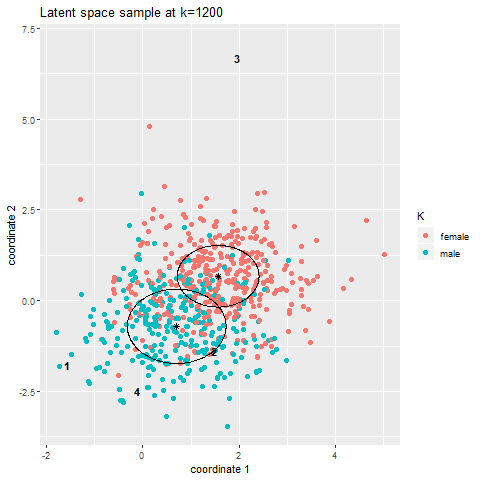 Latent space sample at k=1200
7.5
3
5.0
coordinate 2
2.5
K
female
male
0.0
2
1
-2.5
4
-2
0
2
4
coordinate 1